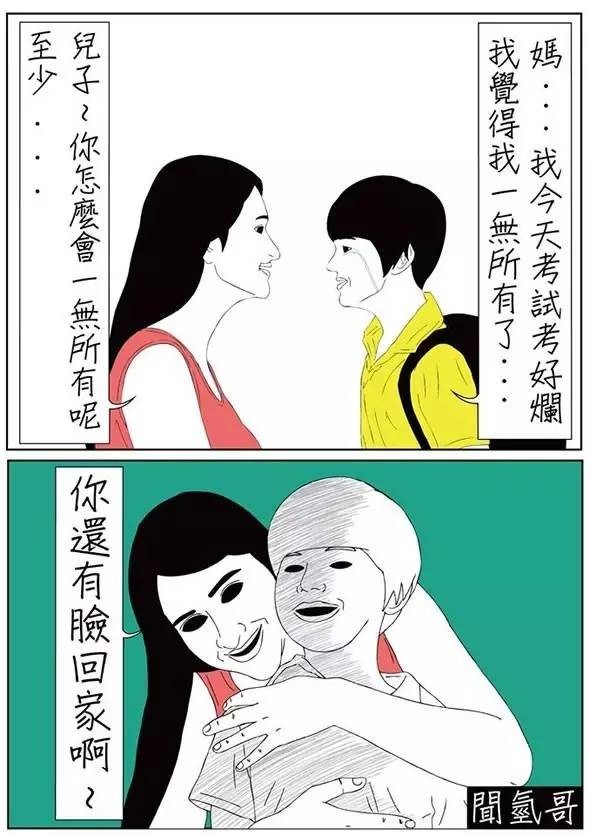 媽...我今天考試考好爛
我覺得我一無所有了...
兒子~你怎麼會一無所有呢
至少...
你還有臉回家啊~
聞氫哥